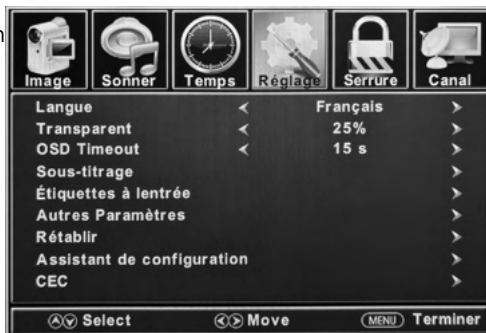 n
Image Sonner Temps Réglage Serrure Canal
Langue Français
Transparent 25%
OSD Timeout 15 s
Sous-titrage
Étiquettes à lentrée
Autres Paramètres
Rétablir
Assistant de configuration
CEC
Select Move MENU Terminer